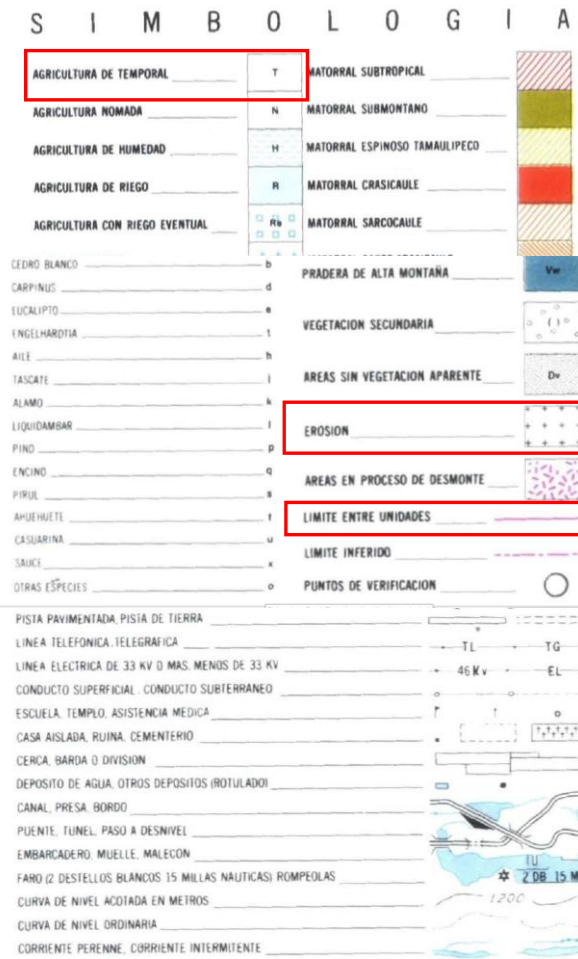 S I M B O L O G I A
AGRICULTURA DE TEMPORAL T MATORRAL SUBTROPICAL
AGRICULTURA NOMADA N MATORRAL SUBMONTANO
AGRICULTURA DE HUMEDAD H MATORRAL ESPINOSO TAMAULIPECO
AGRICULTURA DE RIEGO R MATORRAL CRASICAULE
AGRICULTURA CON RIEGO EVENTUAL Re MATORRAL SARCOCAULE
CEDRO BLANCO b
CARPINUS d
EUCALIPTO e
ENGELHARDTIA
AILE h
TASCATE
ALAMO k
LIQUIDAMBAR l
PINO p
ENCINO q
PIRUL s
AHUEHUETE t
CASUARINA u
SAUCE x
OTRAS ESPECIES o
PRADERA DE ALTA MONTAÑA Vw
VEGETACION SECUNDARIA ( )
AREAS SIN VEGETACION APARENTE Dv
EROSION
AREAS EN PROCESO DE DESMONTE
LIMITE ENTRE UNIDADES
LIMITE INFERIDO
PUNTOS DE VERIFICACION
PISTA PAVIMENTADA, PISTA DE TIERRA
LINEA TELEFONICA, TELEGRAFICA TL TG
LINEA ELECTRICA DE 33 KV O MAS, MENOS DE 33 KV 46 Kv EL
CONDUCTO SUPERFICIAL, CONDUCTO SUBTERRANEO
ESCUELA, TEMPLO, ASISTENCIA MEDICA
CASA AISLADA, RUINA, CEMENTERIO
CERCA, BARDA O DIVISION
DEPOSITO DE AGUA, OTROS DEPOSITOS (ROTULADO)
CANAL, PRESA, BORDO
PUENTE, TUNEL, PASO A DESNIVEL
EMBARCADERO, MUELLE, MALECON
FARO (2 DESTELLOS BLANCOS 15 MILLAS NAUTICAS) ROMPEOLAS 2 DB 15 M
CURVA DE NIVEL ACOTADA EN METROS 1200
CURVA DE NIVEL ORDINARIA
CORRIENTE PERENNE, CORRIENTE INTERMITENTE